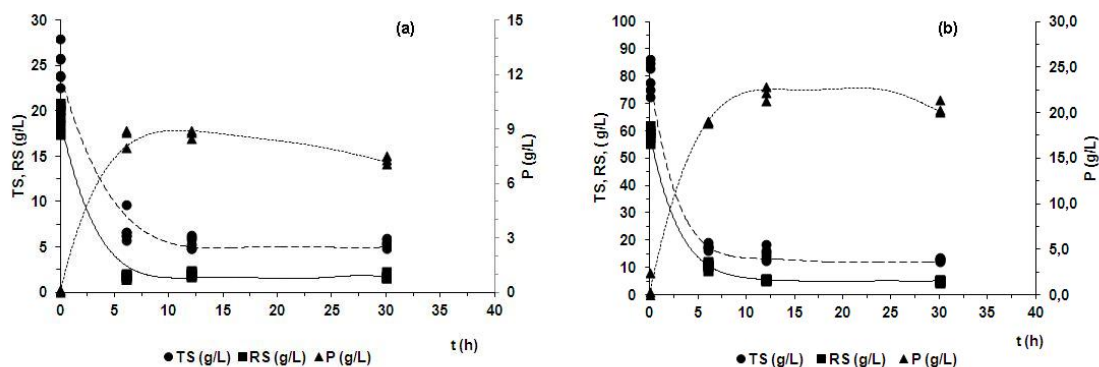 (a)
TS, RS (g/L)
30
25
20
15
10
5
0
15
12
9
6
3
0
P (g/L)
0 5 10 15 20 25 30 35 40
t (h)
TS (g/L) RS (g/L) P (g/L)
(b)
TS, RS, (g/L)
100
90
80
70
60
50
40
30
20
10
0
30,0
25,0
20,0
15,0
10,0
5,0
0,0
P (g/L)
0 5 10 15 20 25 30 35 40
t (h)
TS (g/L) RS (g/L) P (g/L)